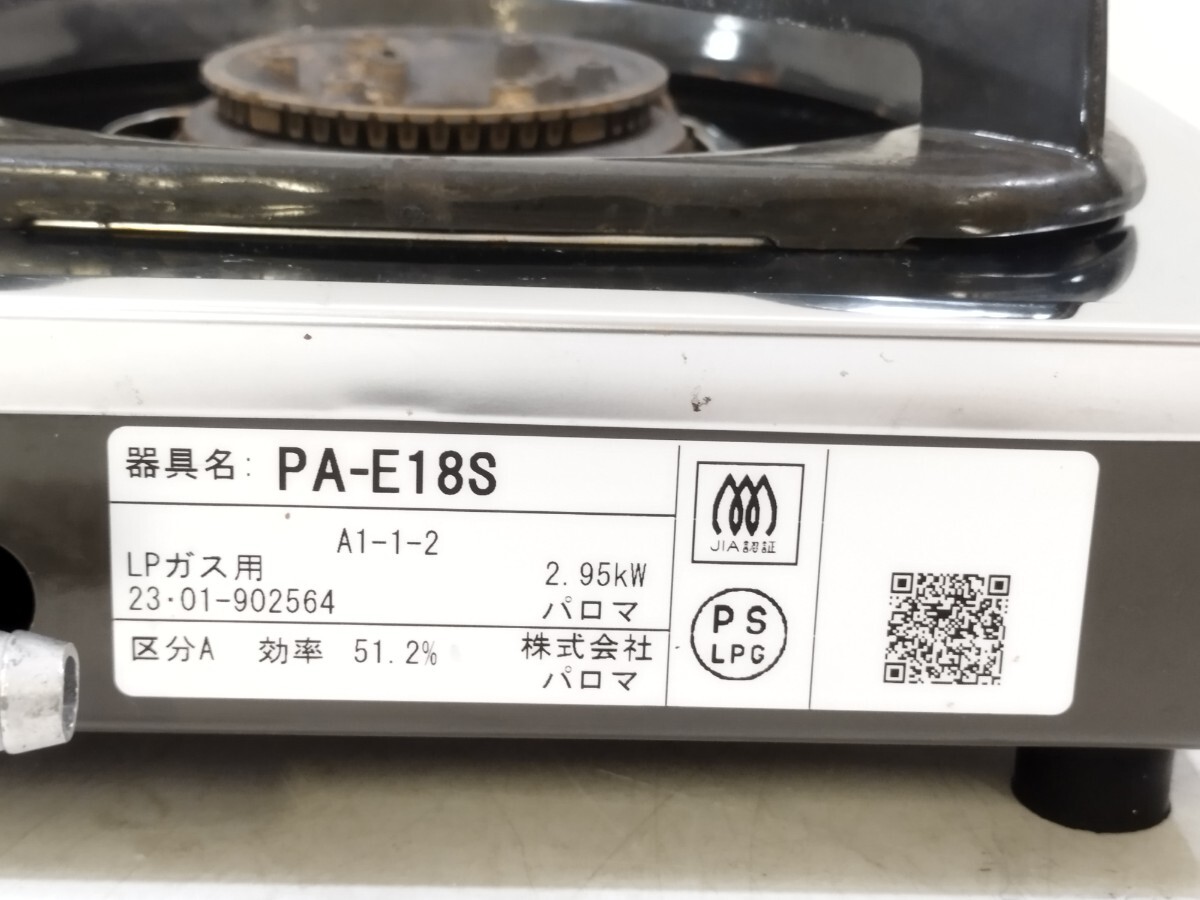 器具名: PA-E18S
A1-1-2
LPガス用 2.95kW
23・01-902564 パロマ
区分A 効率 51.2% 株式会社
パロマ
JIA認証
PS
LPG